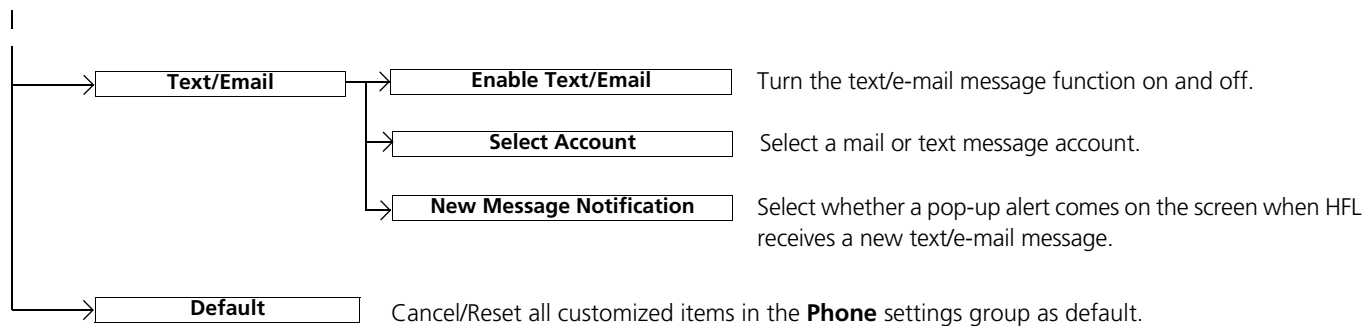 Text/Email
Enable Text/Email
Turn the text/e-mail message function on and off.
Select Account
Select a mail or text message account.
New Message Notification
Select whether a pop-up alert comes on the screen when HFL
receives a new text/e-mail message.
Default
Cancel/Reset all customized items in the Phone settings group as default.